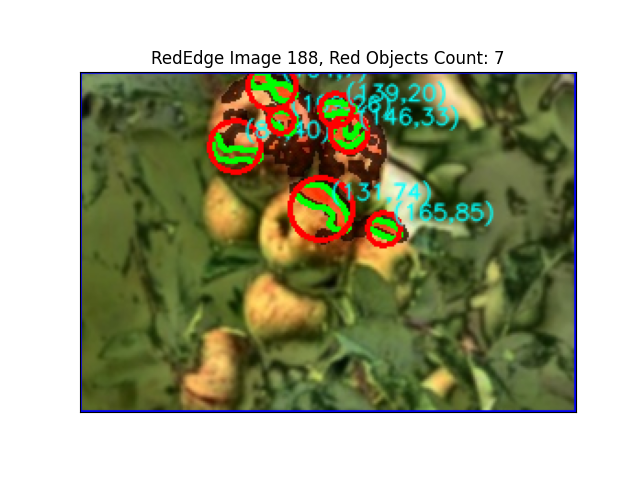 RedEdge Image 188, Red Objects Count: 7
(139,20)
(146,33)
(131,74)
(165,85)